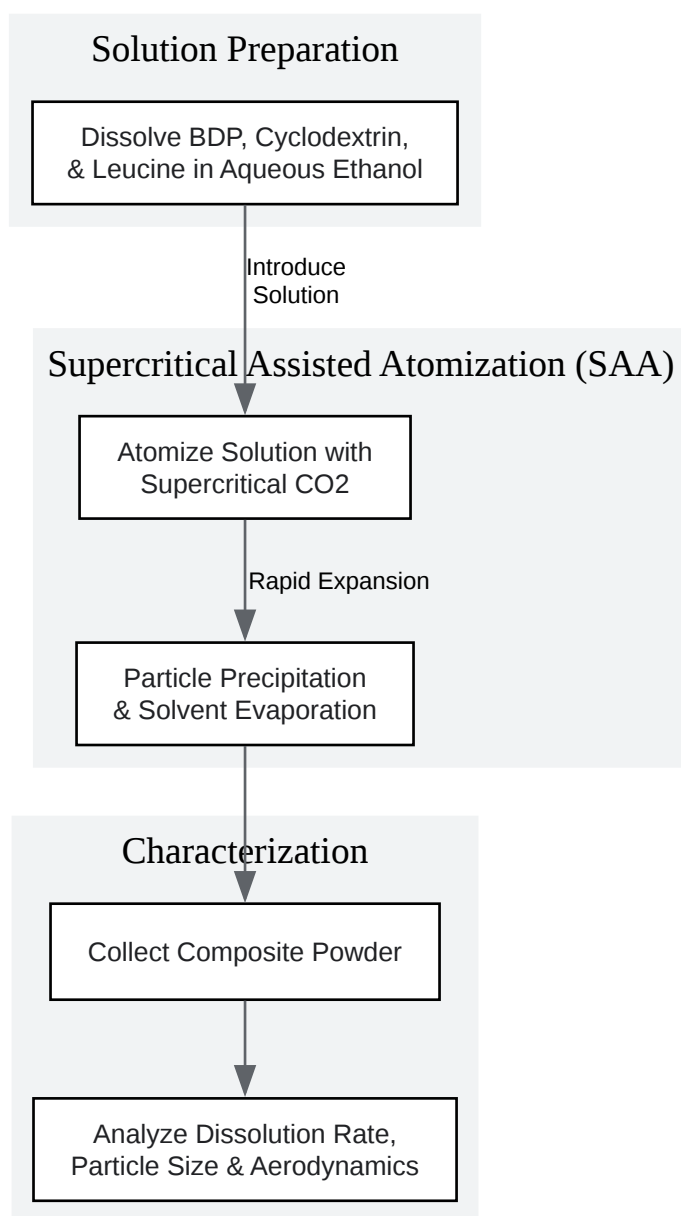 Solution Preparation
Dissolve BDP, Cyclodextrin,
& Leucine in Aqueous Ethanol
Introduce
Solution
Supercritical Assisted Atomization (SAA)
Atomize Solution with
Supercritical CO2
Rapid Expansion
Particle Precipitation
& Solvent Evaporation
Characterization
Collect Composite Powder
Analyze Dissolution Rate,
Particle Size & Aerodynamics